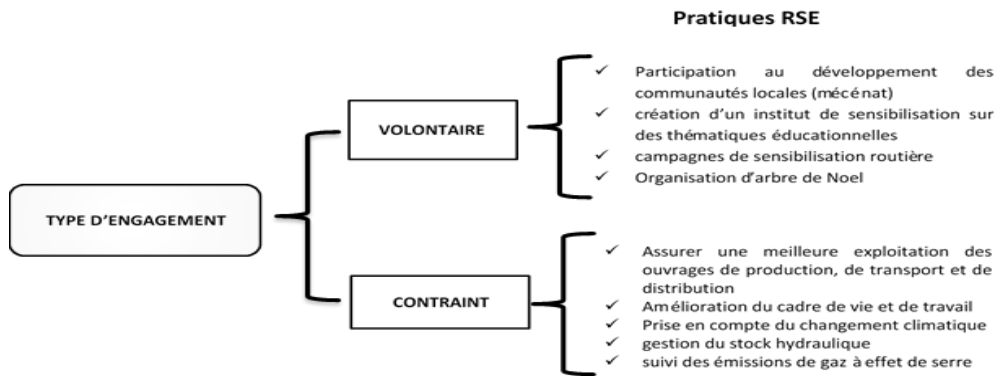 Pratiques RSE
✓ Participation au développement des
communautés locales (mécénat)
✓ création d'un institut de sensibilisation sur
des thématiques éducationnelles
✓ campagnes de sensibilisation routière
✓ Organisation d'arbre de Noel
VOLONTAIRE
TYPE D'ENGAGEMENT
CONTRAINT
✓ Assurer une meilleure exploitation des
ouvrages de production, de transport et de
distribution
✓ Amélioration du cadre de vie et de travail
✓ Prise en compte du changement climatique
✓ gestion du stock hydraulique
✓ suivi des émissions de gaz à effet de serre